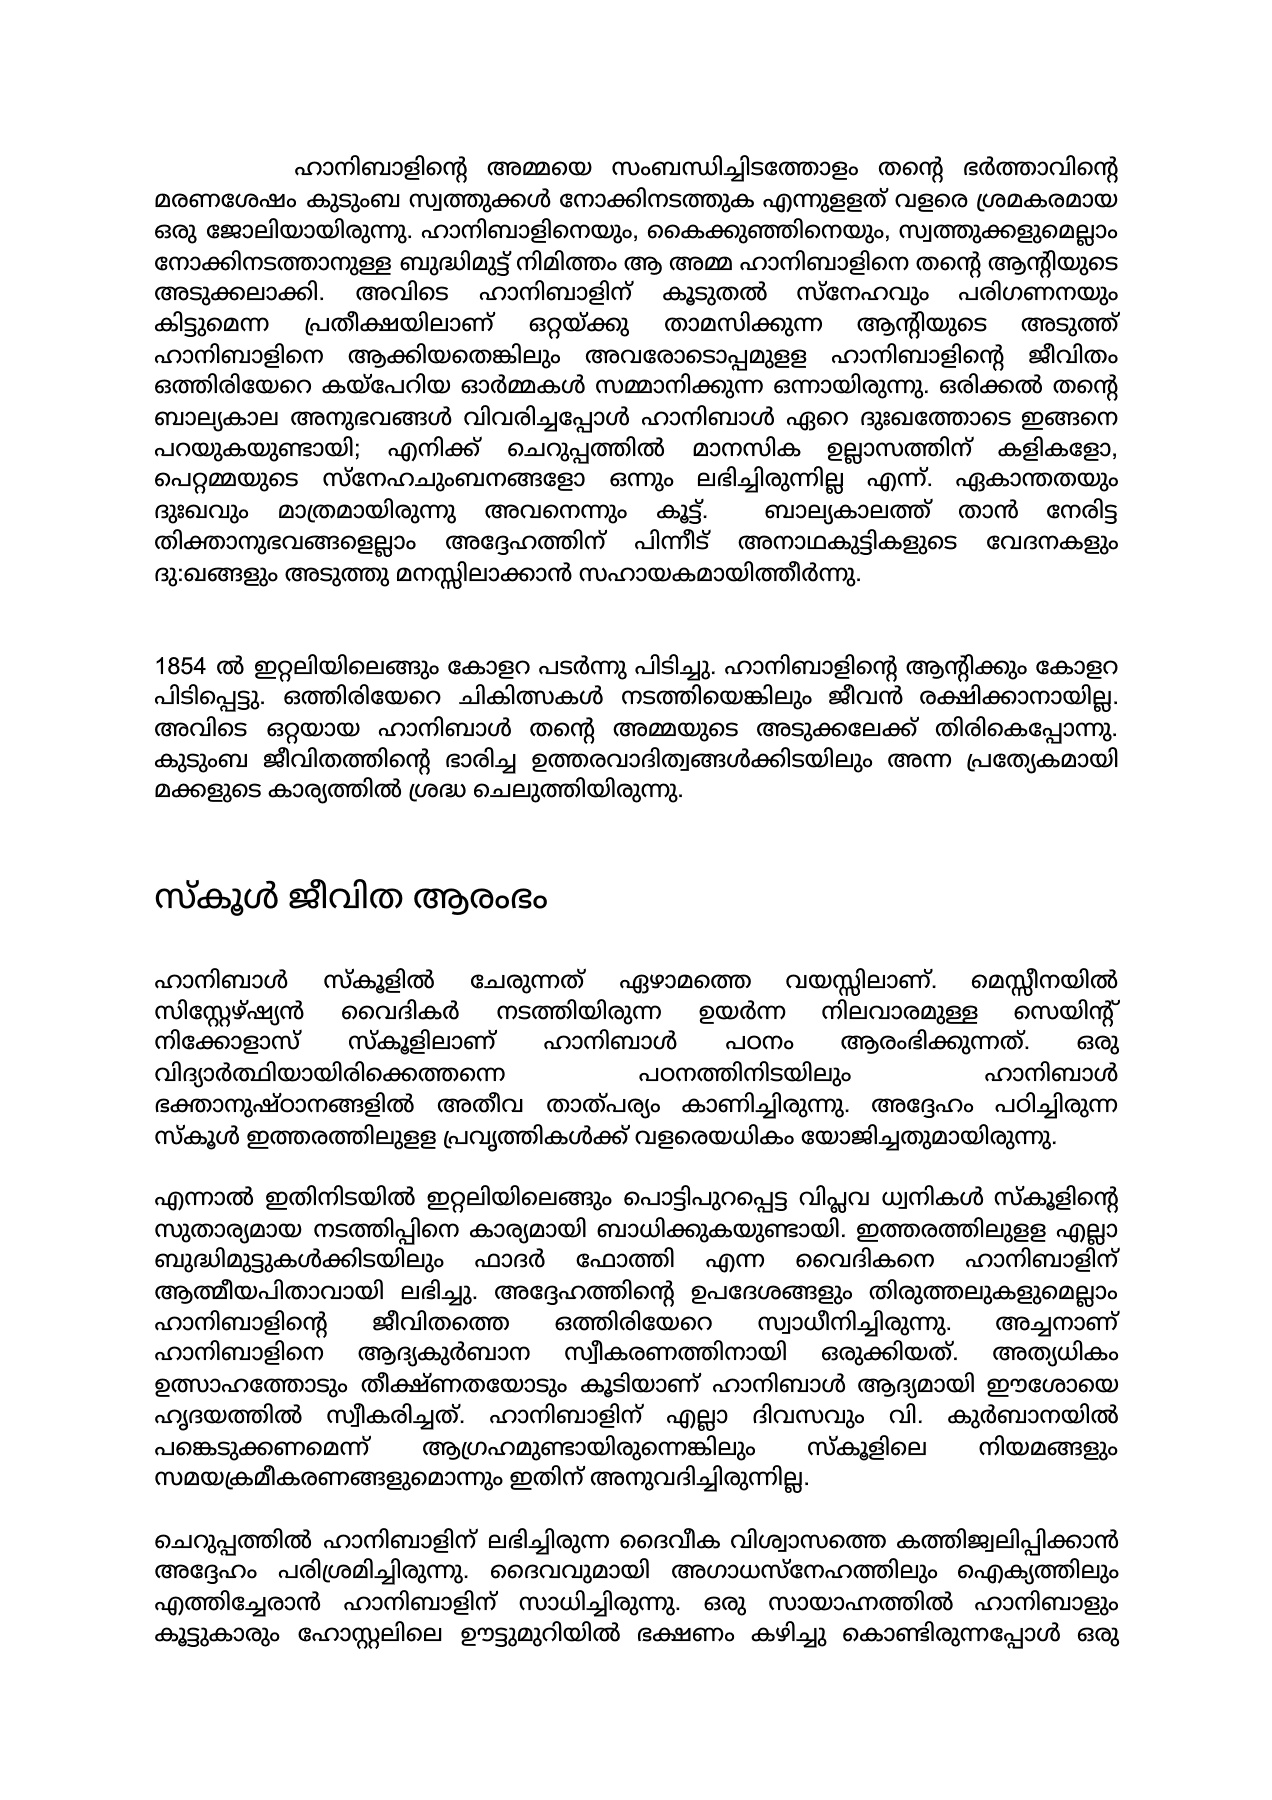 ഹാനിബാളിന്റെ അമ്മയെ സംബന്ധിച്ചിടത്തോളം തന്റെ ഭർത്താവിന്റെ
മരണശേഷം കുടുംബ സ്വത്തുക്കൾ നോക്കിനടത്തുക എന്നുളളത് വളരെ ശ്രമകരമായ
ഒരു ജോലിയായിരുന്നു. ഹാനിബാളിനെയും, കൈക്കുഞ്ഞിനെയും, സ്വത്തുക്കളുമെല്ലാം
നോക്കിനടത്താനുള്ള ബുദ്ധിമുട്ട് നിമിത്തം ആ അമ്മ ഹാനിബാളിനെ തന്റെ ആന്റിയുടെ
അടുക്കലാക്കി. അവിടെ ഹാനിബാളിന് കൂടുതൽ സ്നേഹവും പരിഗണനയും
കിട്ടുമെന്ന പ്രതീക്ഷയിലാണ് ഒറ്റയ്ക്കു താമസിക്കുന്ന ആന്റിയുടെ അടുത്ത്
ഹാനിബാളിനെ ആക്കിയതെങ്കിലും അവരോടൊപ്പമുളള ഹാനിബാളിന്റെ ജീവിതം
ഒത്തിരിയേറെ കയ്പേറിയ ഓർമ്മകൾ സമ്മാനിക്കുന്ന ഒന്നായിരുന്നു. ഒരിക്കൽ തന്റെ
ബാല്യകാല അനുഭവങ്ങൾ വിവരിച്ചപ്പോൾ ഹാനിബാൾ ഏറെ ദുഃഖത്തോടെ ഇങ്ങനെ
പറയുകയുണ്ടായി; എനിക്ക് ചെറുപ്പത്തിൽ മാനസിക ഉല്ലാസത്തിന് കളികളോ,
പെറ്റമ്മയുടെ സ്നേഹചുംബനങ്ങളോ ഒന്നും ലഭിച്ചിരുന്നില്ല എന്ന്. ഏകാന്തതയും
ദുഃഖവും മാത്രമായിരുന്നു അവനെന്നും കൂട്ട്. ബാല്യകാലത്ത് താൻ നേരിട്ട
തിക്താനുഭവങ്ങളെല്ലാം അദ്ദേഹത്തിന് പിന്നീട് അനാഥകുട്ടികളുടെ വേദനകളും
ദു:ഖങ്ങളും അടുത്തു മനസ്സിലാക്കാൻ സഹായകമായിത്തീർന്നു.
1854 ൽ ഇറ്റലിയിലെങ്ങും കോളറ പടർന്നു പിടിച്ചു. ഹാനിബാളിന്റെ ആന്റിക്കും കോളറ
പിടിപ്പെട്ടു. ഒത്തിരിയേറെ ചികിത്സകൾ നടത്തിയെങ്കിലും ജീവൻ രക്ഷിക്കാനായില്ല.
അവിടെ ഒറ്റയായ ഹാനിബാൾ തന്റെ അമ്മയുടെ അടുക്കലേക്ക് തിരികെപ്പോന്നു.
കുടുംബ ജീവിതത്തിന്റെ ഭാരിച്ച ഉത്തരവാദിത്വങ്ങൾക്കിടയിലും അന്ന പ്രത്യേകമായി
മക്കളുടെ കാര്യത്തിൽ ശ്രദ്ധ ചെലുത്തിയിരുന്നു.
സ്കൂൾ ജീവിത ആരംഭം
ഹാനിബാൾ സ്കൂളിൽ ചേരുന്നത് ഏഴാമത്തെ വയസ്സിലാണ്. മെസ്സീനയിൽ
സിസ്റ്റേഴ്ഷ്യൻ വൈദികർ നടത്തിയിരുന്ന ഉയർന്ന നിലവാരമുള്ള സെയിന്റ്
നിക്കോളാസ് സ്കൂളിലാണ് ഹാനിബാൾ പഠനം ആരംഭിക്കുന്നത്. ഒരു
വിദ്യാർത്ഥിയായിരിക്കെത്തന്നെ പഠനത്തിനിടയിലും ഹാനിബാൾ
ഭക്താനുഷ്ഠാനങ്ങളിൽ അതീവ താത്പര്യം കാണിച്ചിരുന്നു. അദ്ദേഹം പഠിച്ചിരുന്ന
സ്കൂൾ ഇത്തരത്തിലുളള പ്രവൃത്തികൾക്ക് വളരെയധികം യോജിച്ചതുമായിരുന്നു.
എന്നാൽ ഇതിനിടയിൽ ഇറ്റലിയിലെങ്ങും പൊട്ടിപുറപ്പെട്ട വിപ്ലവ ധ്വനികൾ സ്കൂളിന്റെ
സുതാര്യമായ നടത്തിപ്പിനെ കാര്യമായി ബാധിക്കുകയുണ്ടായി. ഇത്തരത്തിലുളള എല്ലാ
ബുദ്ധിമുട്ടുകൾക്കിടയിലും ഫാദർ ഫോത്തി എന്ന വൈദികനെ ഹാനിബാളിന്
ആത്മീയപിതാവായി ലഭിച്ചു. അദ്ദേഹത്തിന്റെ ഉപദേശങ്ങളും തിരുത്തലുകളുമെല്ലാം
ഹാനിബാളിന്റെ ജീവിതത്തെ ഒത്തിരിയേറെ സ്വാധീനിച്ചിരുന്നു. അച്ചനാണ്
ഹാനിബാളിനെ ആദ്യകുർബാന സ്വീകരണത്തിനായി ഒരുക്കിയത്. അത്യധികം
ഉത്സാഹത്തോടും തീക്ഷ്ണതയോടും കൂടിയാണ് ഹാനിബാൾ ആദ്യമായി ഈശോയെ
ഹൃദയത്തിൽ സ്വീകരിച്ചത്. ഹാനിബാളിന് എല്ലാ ദിവസവും വി. കുർബാനയിൽ
പങ്കെടുക്കണമെന്ന് ആഗ്രഹമുണ്ടായിരുന്നെങ്കിലും സ്കൂളിലെ നിയമങ്ങളും
സമയക്രമീകരണങ്ങളുമൊന്നും ഇതിന് അനുവദിച്ചിരുന്നില്ല.
ചെറുപ്പത്തിൽ ഹാനിബാളിന് ലഭിച്ചിരുന്ന ദൈവീക വിശ്വാസത്തെ കത്തിജ്വലിപ്പിക്കാൻ
അദ്ദേഹം പരിശ്രമിച്ചിരുന്നു. ദൈവവുമായി അഗാധസ്നേഹത്തിലും ഐക്യത്തിലും
എത്തിച്ചേരാൻ ഹാനിബാളിന് സാധിച്ചിരുന്നു. ഒരു സായാഹ്നത്തിൽ ഹാനിബാളും
കൂട്ടുകാരും ഹോസ്റ്റലിലെ ഊട്ടുമുറിയിൽ ഭക്ഷണം കഴിച്ചു കൊണ്ടിരുന്നപ്പോൾ ഒരു